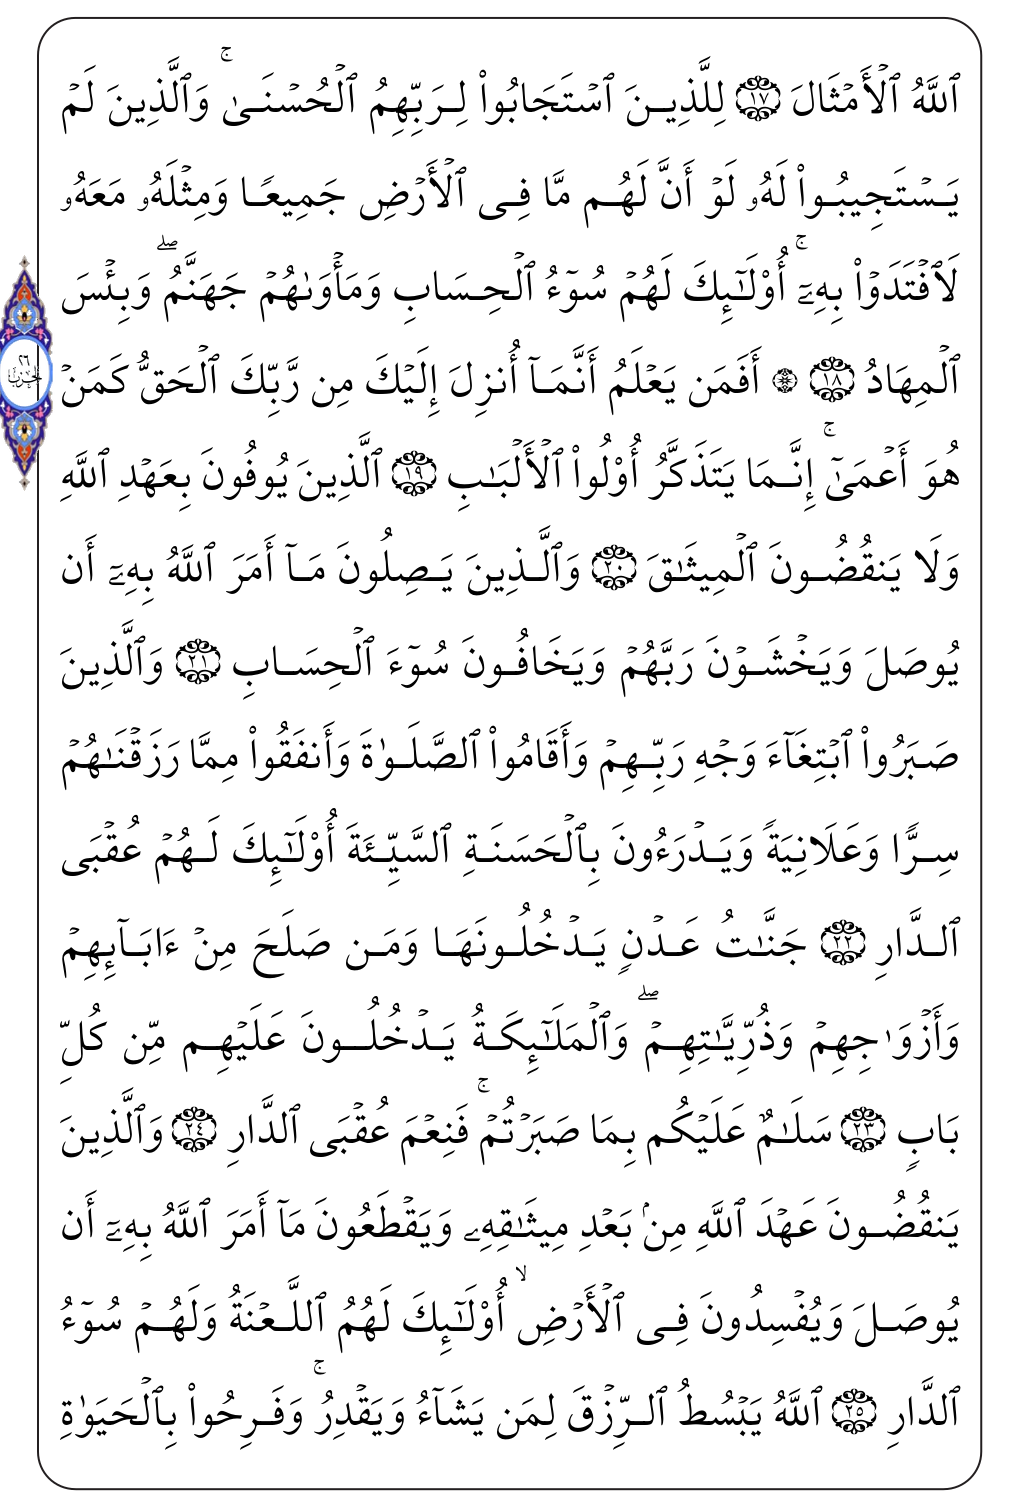 ٱللَّهُ ٱلۡأَمۡثَالَ ١٧ لِلَّذِينَ ٱسۡتَجَابُواْ لِرَبِّهِمُ ٱلۡحُسۡنَىٰۚ وَٱلَّذِينَ لَمۡ
يَسۡتَجِيبُواْ لَهُۥ لَوۡ أَنَّ لَهُم مَّا فِى ٱلۡأَرۡضِ جَمِيعًا وَمِثۡلَهُۥ مَعَهُۥ
لَٱفۡتَدَوۡاْ بِهِۦٓۚ أُوْلَـٰٓئِكَ لَهُمۡ سُوٓءُ ٱلۡحِسَابِ وَمَأۡوَىٰهُمۡ جَهَنَّمُۖ وَبِئۡسَ
ٱلۡمِهَادُ ١٨ ۞ أَفَمَن يَعۡلَمُ أَنَّمَآ أُنزِلَ إِلَيۡكَ مِن رَّبِّكَ ٱلۡحَقُّ كَمَنۡ
هُوَ أَعۡمَىٰٓۚ إِنَّمَا يَتَذَكَّرُ أُوْلُواْ ٱلۡأَلۡبَـٰبِ ١٩ ٱلَّذِينَ يُوفُونَ بِعَهۡدِ ٱللَّهِ
وَلَا يَنقُضُونَ ٱلۡمِيثَـٰقَ ٢٠ وَٱلَّذِينَ يَصِلُونَ مَآ أَمَرَ ٱللَّهُ بِهِۦٓ أَن
يُوصَلَ وَيَخۡشَوۡنَ رَبَّهُمۡ وَيَخَافُونَ سُوٓءَ ٱلۡحِسَابِ ٢١ وَٱلَّذِينَ
صَبَرُواْ ٱبۡتِغَآءَ وَجۡهِ رَبِّهِمۡ وَأَقَامُواْ ٱلصَّلَوٰةَ وَأَنفَقُواْ مِمَّا رَزَقۡنَـٰهُمۡ
سِرًّا وَعَلَانِيَةً وَيَدۡرَءُونَ بِٱلۡحَسَنَةِ ٱلسَّيِّئَةَ أُوْلَـٰٓئِكَ لَهُمۡ عُقۡبَى
ٱلدَّارِ ٢٢ جَنَّـٰتُ عَدۡنٍ يَدۡخُلُونَهَا وَمَن صَلَحَ مِنۡ ءَابَآئِهِمۡ
وَأَزۡوَٰجِهِمۡ وَذُرِّيَّـٰتِهِمۡۖ وَٱلۡمَلَـٰٓئِكَةُ يَدۡخُلُونَ عَلَيۡهِم مِّن كُلِّ
بَابٍ ٢٣ سَلَـٰمٌ عَلَيۡكُم بِمَا صَبَرۡتُمۡۚ فَنِعۡمَ عُقۡبَى ٱلدَّارِ ٢٤ وَٱلَّذِينَ
يَنقُضُونَ عَهۡدَ ٱللَّهِ مِنۢ بَعۡدِ مِيثَـٰقِهِۦ وَيَقۡطَعُونَ مَآ أَمَرَ ٱللَّهُ بِهِۦٓ أَن
يُوصَلَ وَيُفۡسِدُونَ فِى ٱلۡأَرۡضِۙ أُوْلَـٰٓئِكَ لَهُمُ ٱللَّعۡنَةُ وَلَهُمۡ سُوٓءُ
ٱلدَّارِ ٢٥ ٱللَّهُ يَبۡسُطُ ٱلرِّزۡقَ لِمَن يَشَآءُ وَيَقۡدِرُۚ وَفَرِحُواْ بِٱلۡحَيَوٰةِ
الحزب ٢٦